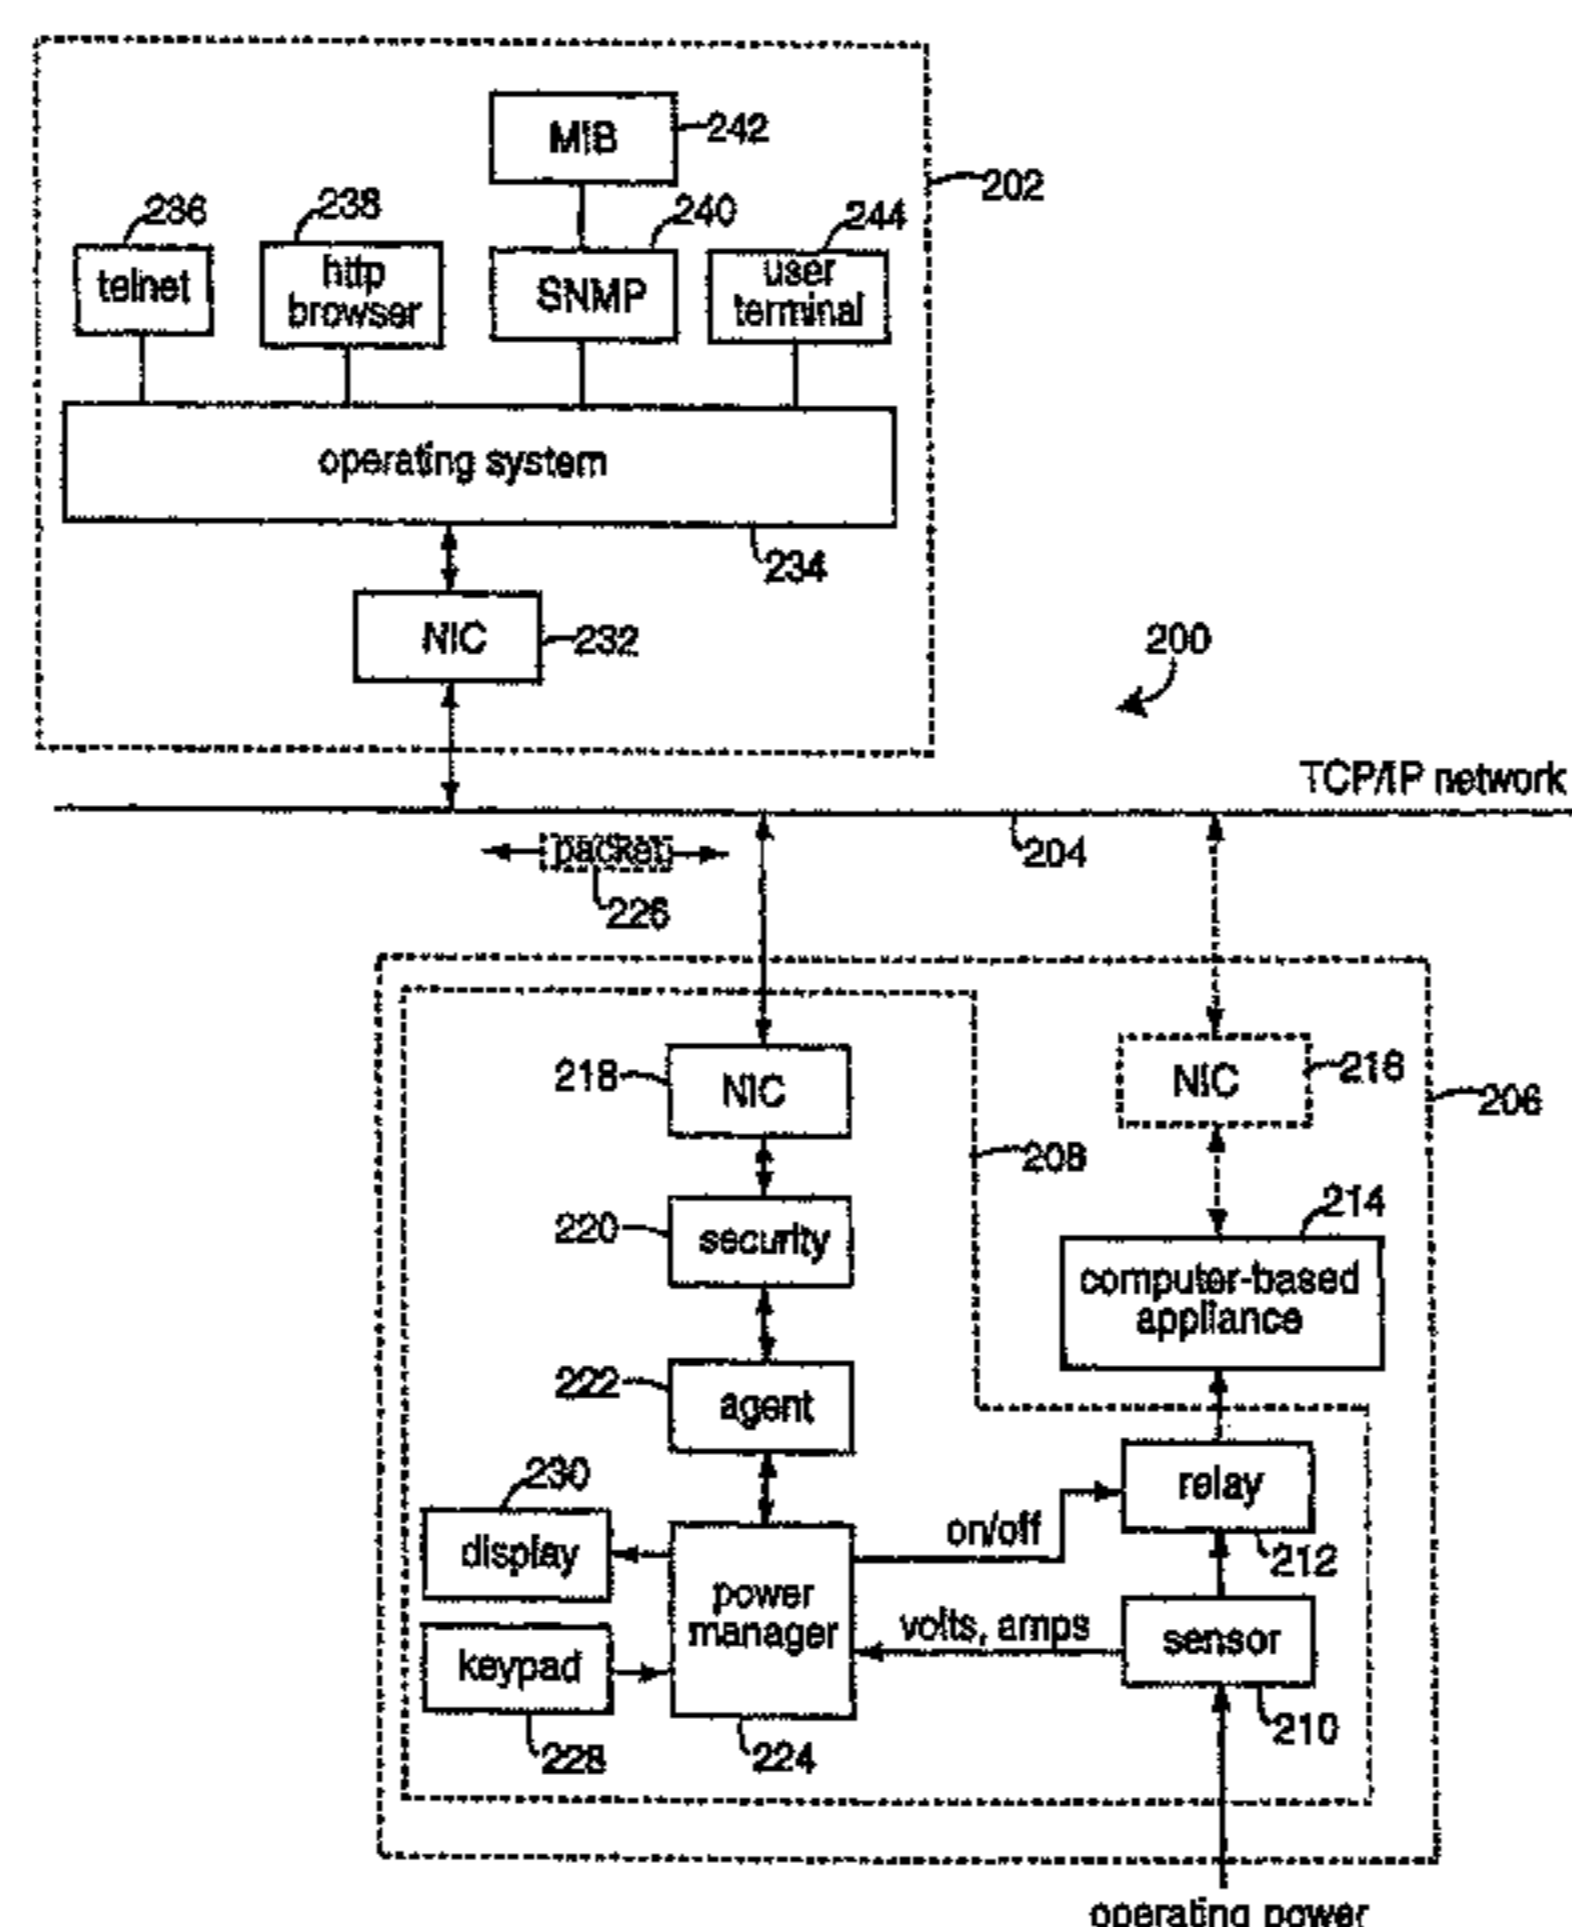 MIB
242
202
236
238
240
244
telnet
http
browser
SNMP
user
terminal
operating system
234
NIC
232
200
TCP/IP network
packet
204
226
218
NIC
NIC
216
206
208
220
security
214
computer-based
appliance
222
agent
230
display
on/off
relay
212
power
manager
volts, amps
sensor
keypad
228
224
210
operating power